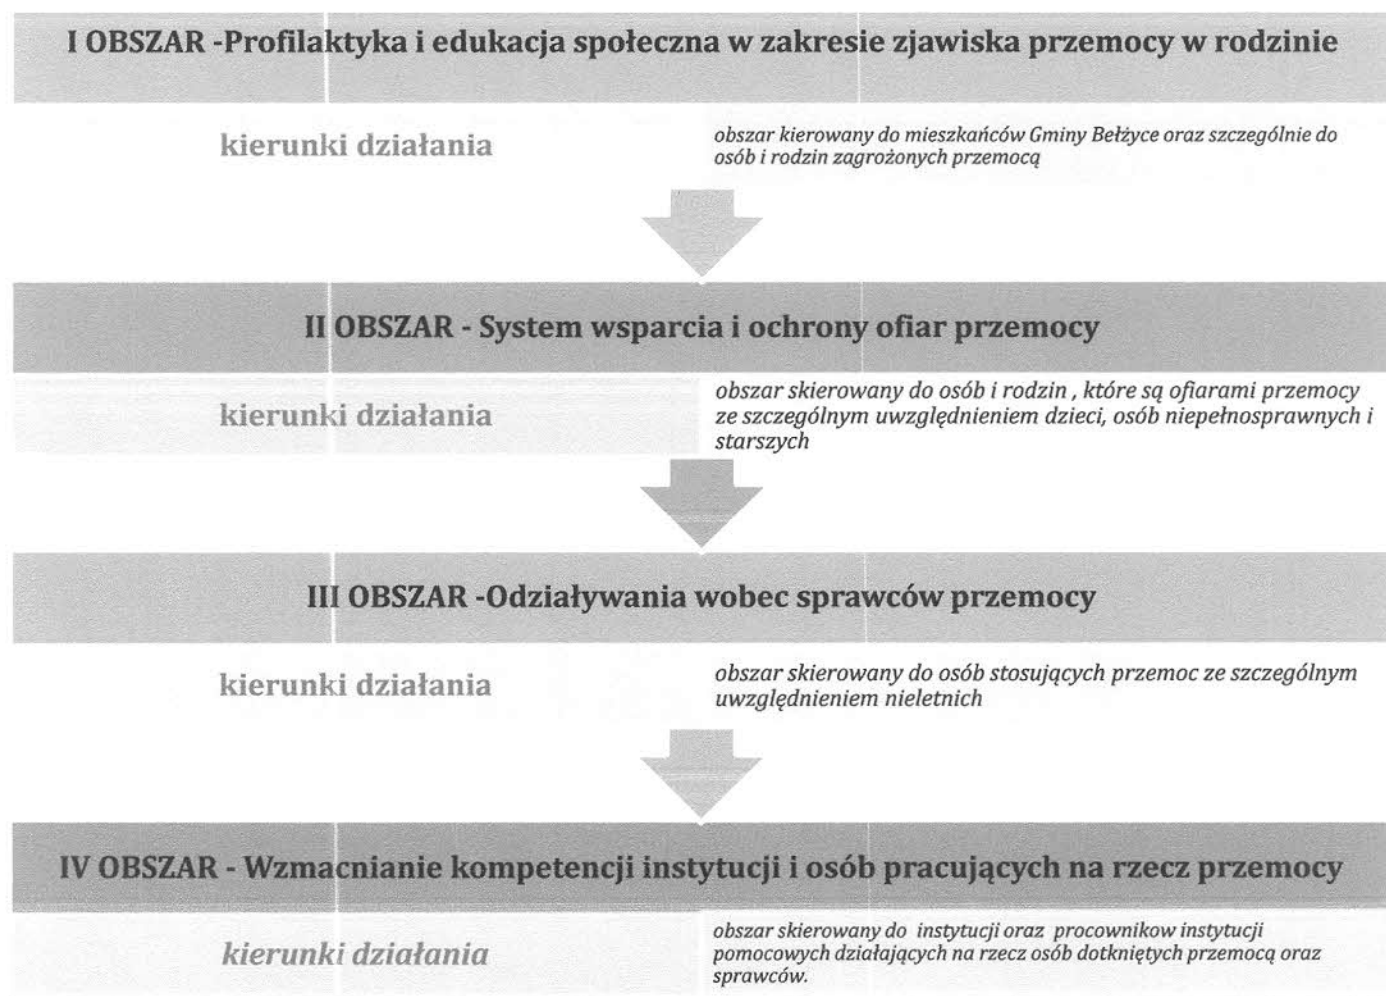 I OBSZAR -Profilaktyka i edukacja społeczna w zakresie zjawiska przemocy w rodzinie
kierunki działania
obszar kierowany do mieszkańców Gminy Bełżyce oraz szczególnie do
osób i rodzin zagrożonych przemocą
II OBSZAR - System wsparcia i ochrony ofiar przemocy
kierunki działania
obszar skierowany do osób i rodzin , które są ofiarami przemocy
ze szczególnym uwzględnieniem dzieci, osób niepełnosprawnych i
starszych
III OBSZAR -Odziaływania wobec sprawców przemocy
kierunki działania
obszar skierowany do osób stosujących przemoc ze szczególnym
uwzględnieniem nieletnich
IV OBSZAR - Wzmacnianie kompetencji instytucji i osób pracujących na rzecz przemocy
kierunki działania
obszar skierowany do instytucji oraz procownikow instytucji
pomocowych działających na rzecz osób dotkniętych przemocą oraz
sprawców.